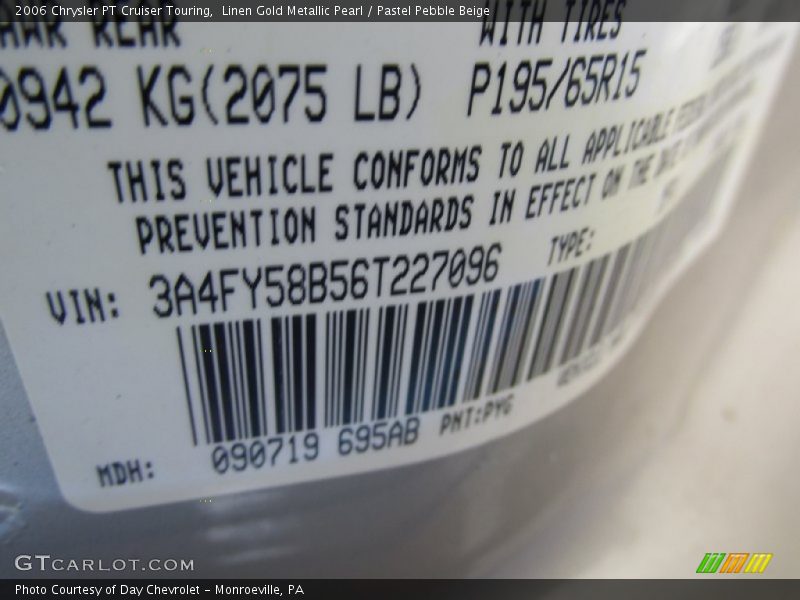 2006 Chrysler PT Cruiser Touring, Linen Gold Metallic Pearl / Pastel Pebble Beige
REAR WITH TIRES
0942 KG(2075 LB) P195/65R15
THIS VEHICLE CONFORMS TO ALL APPLICABLE
PREVENTION STANDARDS IN EFFECT ON THE
VIN: 3A4FY58B56T227096 TYPE:
MDH: 090719 695AB PNT:PYG
GTCARLOT.COM
Photo Courtesy of Day Chevrolet - Monroeville, PA